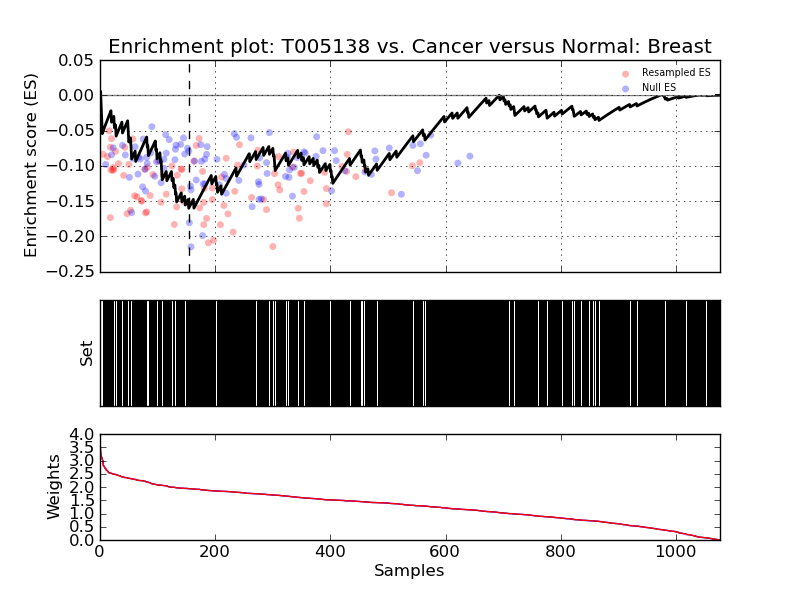 Enrichment plot: T005138 vs. Cancer versus Normal: Breast
Enrichment score (ES)
0.05
0.00
−0.05
−0.10
−0.15
−0.20
−0.25
Resampled ES
Null ES
Set
Weights
4.0
3.5
3.0
2.5
2.0
1.5
1.0
0.5
0.0
0 200 400 600 800 1000
Samples